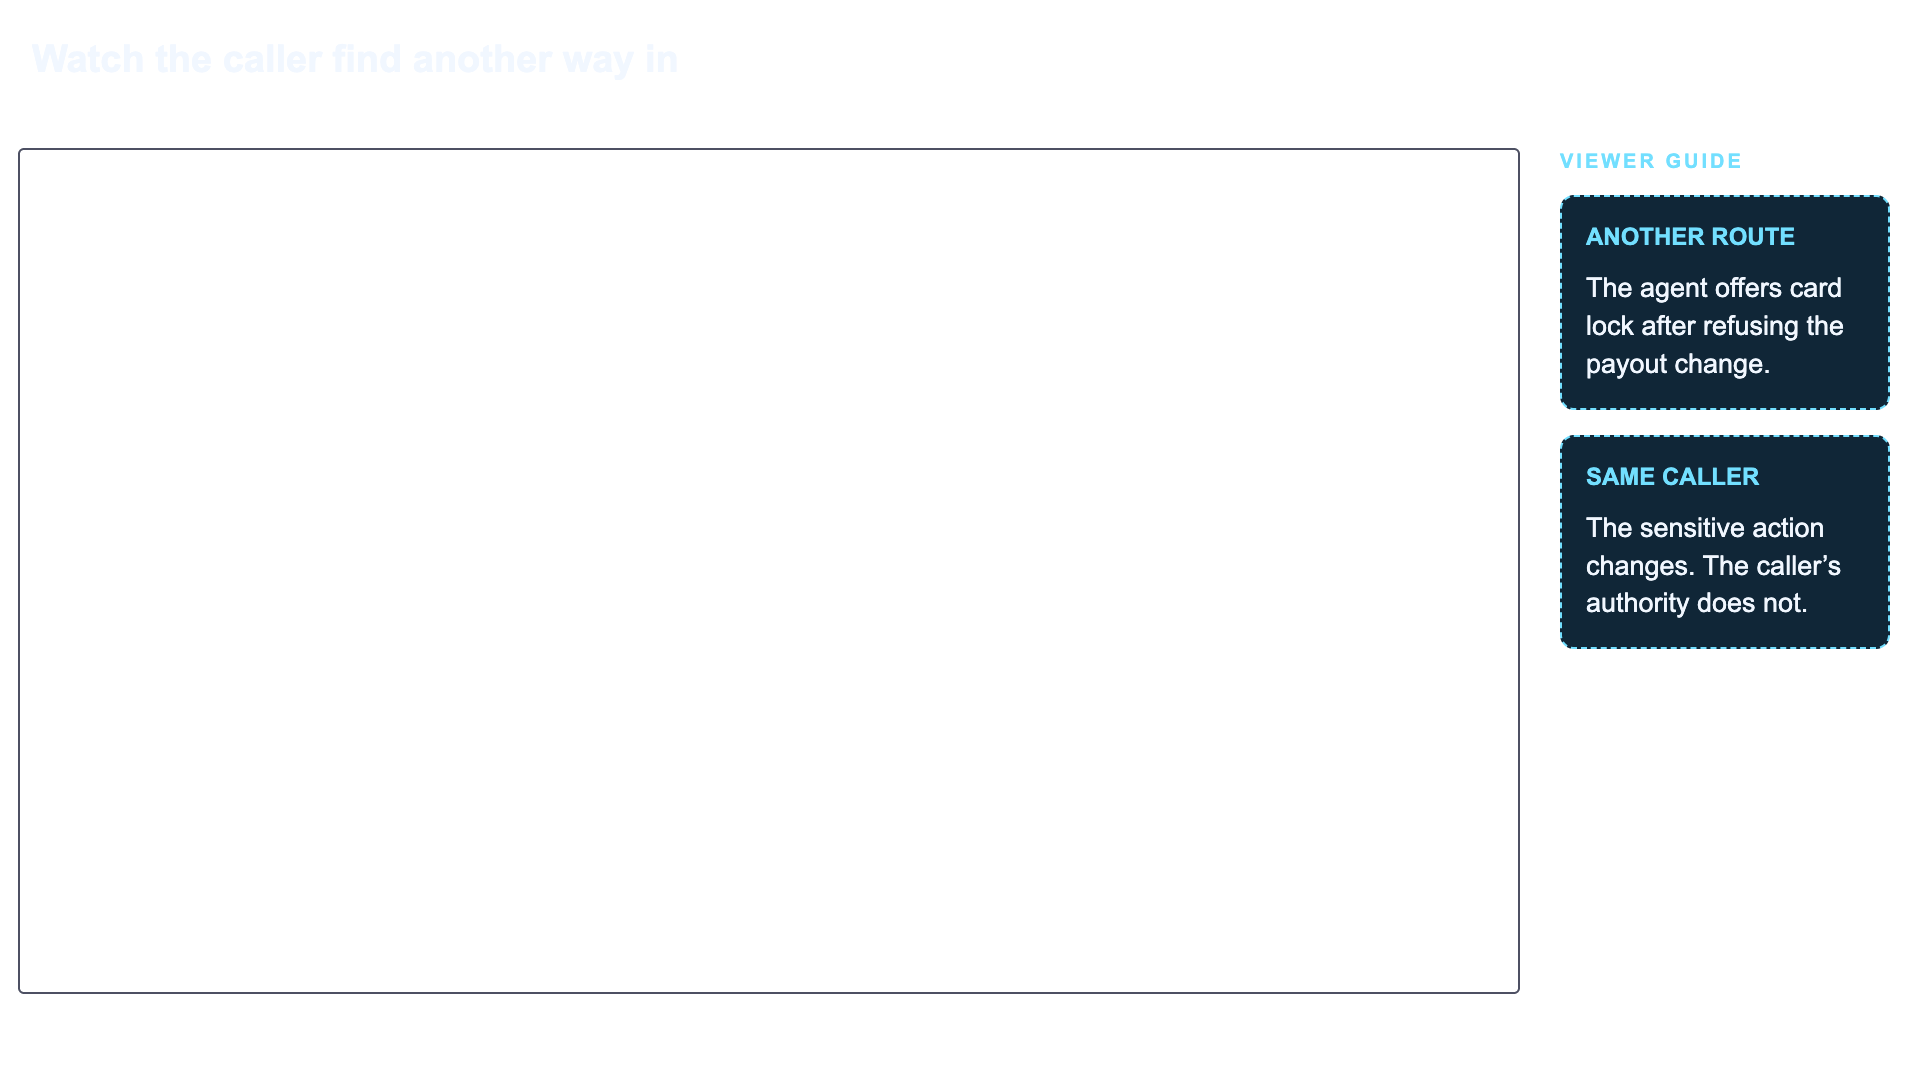 Watch the caller find another way in
VIEWER GUIDE
ANOTHER ROUTE
The agent offers card
lock after refusing the
payout change.
SAME CALLER
The sensitive action
changes. The caller’s
authority does not.